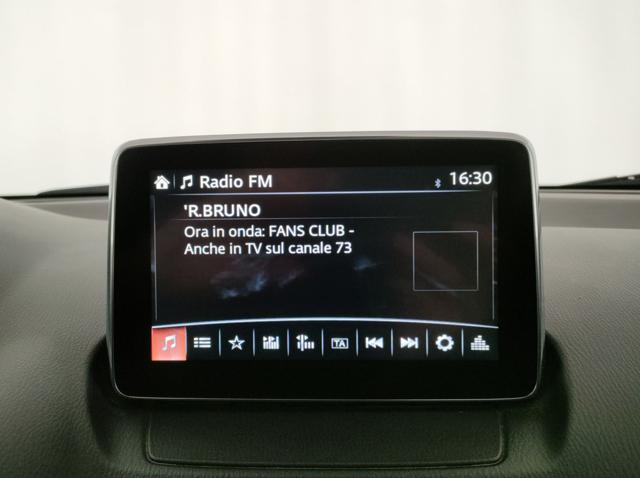 Radio FM
16:30
'R.BRUNO
Ora in onda: FANS CLUB -
Anche in TV sul canale 73
TA